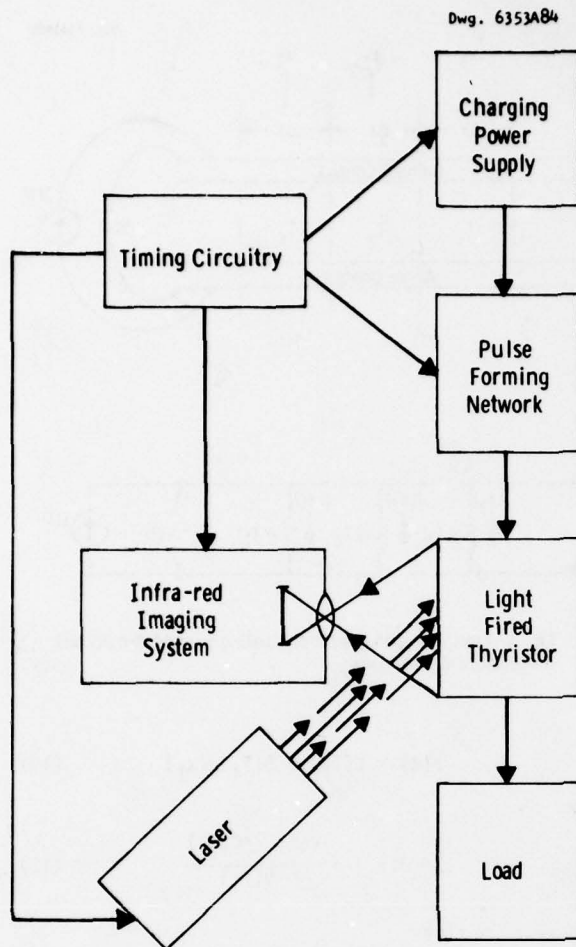 Dwg. 6353A84
Charging
Power
Supply
Timing Circuitry
Pulse
Forming
Network
Infra-red
Imaging
System
Light
Fired
Thyristor
Laser
Load